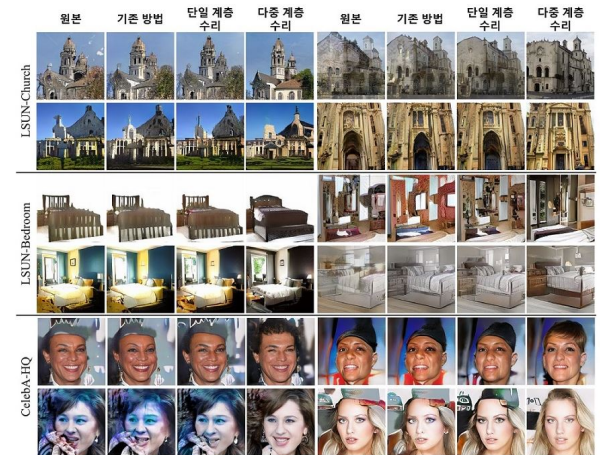 원본 기존 방법 단일 계층 수리 다중 계층 수리 원본 기존 방법 단일 계층 수리 다중 계층 수리
LSUN-Church
LSUN-Bedroom
CelebA-HQ